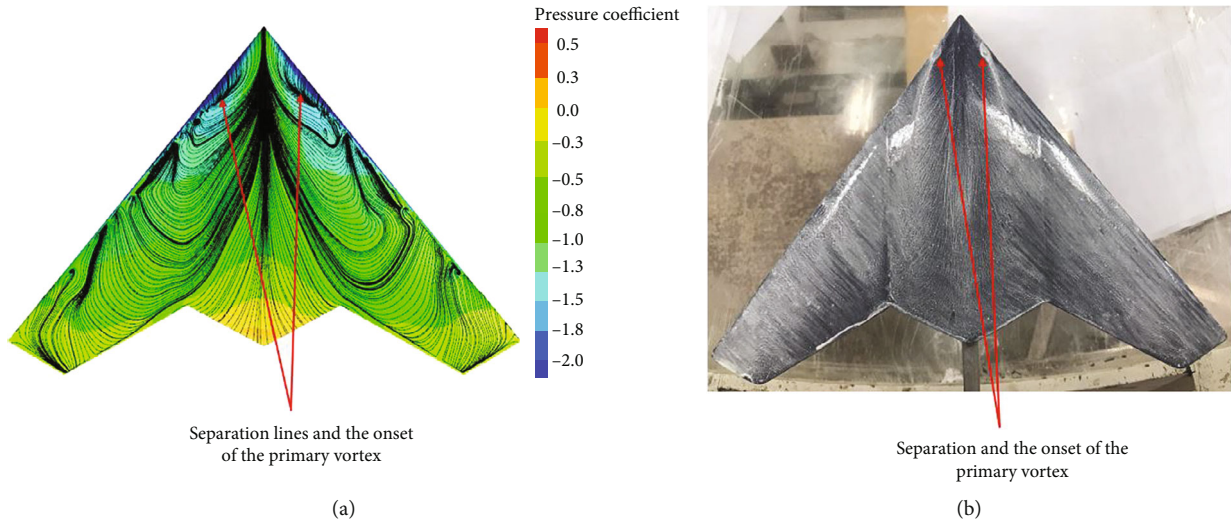 Pressure coefficient
0.5
0.3
0.0
–0.3
–0.5
–0.8
–1.0
–1.3
–1.5
–1.8
–2.0
Separation lines and the onset
of the primary vortex
(a)
Separation and the onset of the
primary vortex
(b)